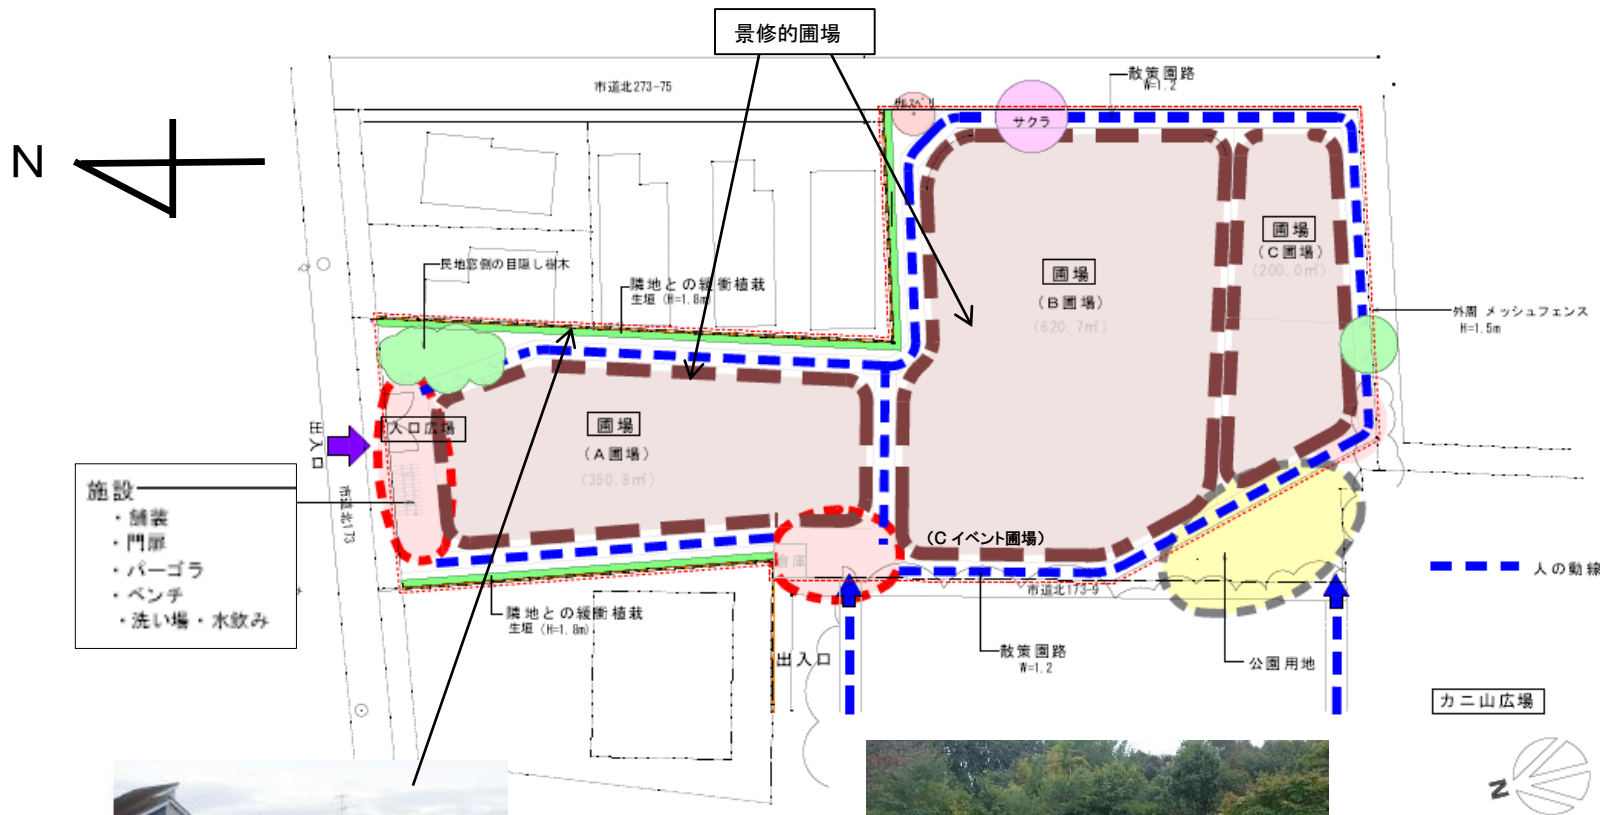 景修的圃場
市道北273-75
散策園路
W=1.2
サルスベリ
サクラ
N
圃場
(C圃場)
(200.0㎡)
圃場
(B圃場)
(620.7㎡)
民地窓側の目隠し樹木
隣地との緩衝植栽
生垣 (H=1.8m)
外周 メッシュフェンス
H=1.5m
出入口
入口広場
圃場
(A圃場)
(350.8㎡)
施設
・舗装
・門扉
・パーゴラ
・ベンチ
・洗い場・水飲み
市道北173
(C イベント圃場)
倉庫
人の動線
市道北173-9
隣地との緩衝植栽
生垣 (H=1.8m)
出入口
散策園路
W=1.2
公園用地
カニ山広場
N